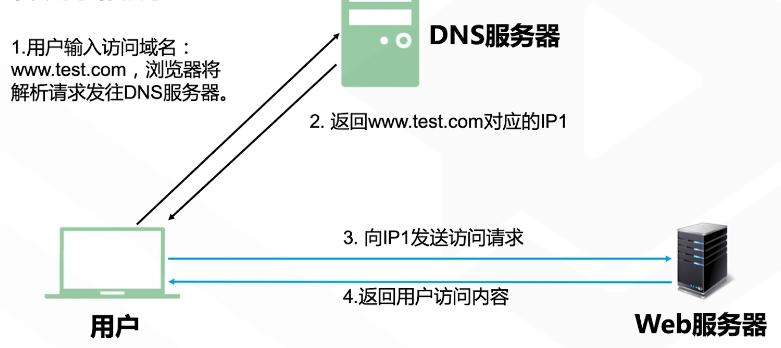 1.用户输入访问域名：
www.test.com，浏览器将
解析请求发往DNS服务器。
DNS服务器
2. 返回www.test.com对应的IP1
3. 向IP1发送访问请求
4.返回用户访问内容
用户
Web服务器